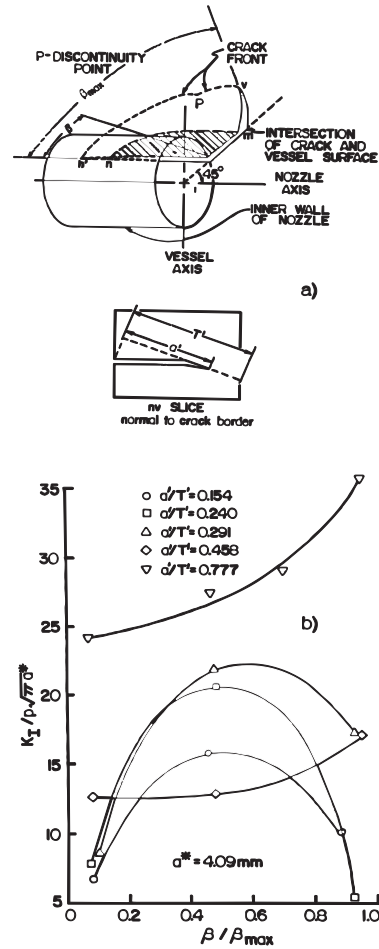 P-DISCONTINUITY
POINT
βmax
β
CRACK
FRONT
P
v
m
INTERSECTION
OF CRACK AND
VESSEL SURFACE
n' n
45°
NOZZLE
AXIS
INNER WALL
OF NOZZLE
VESSEL
AXIS
a)
T'
a'
nv SLICE
normal to crack border
35
30
25
20
15
10
5
○ a'/T'=0.154
□ a'/T'=0.240
△ a'/T'=0.291
◇ a'/T'=0.458
▽ a'/T'=0.777
b)
K_I/p√πa*
a*=4.09mm
0 0.2 0.4 0.6 0.8 1.0
β/βmax